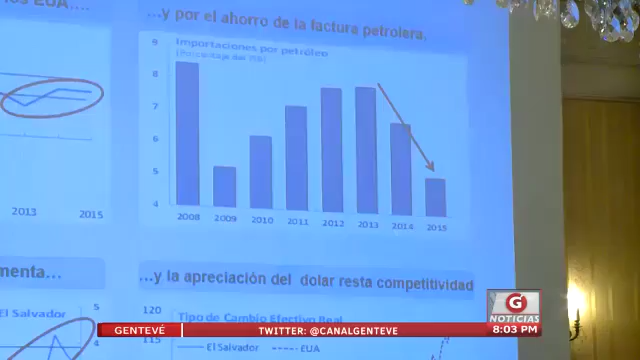 los EUA….
…y por el ahorro de la factura petrolera,
Importaciones por petróleo
(Porcentaje del PIB)
9
8
7
6
5
4
2008 2009 2010 2011 2012 2013 2014 2015
2013 2015
menta…
…y la apreciación del dolar resta competitividad
El Salvador 5
4
120
115
Tipo de Cambio Efectivo Real
El Salvador EUA
G
NOTICIAS
8:03 PM
GENTEVÉ TWITTER: @CANALGENTEVE